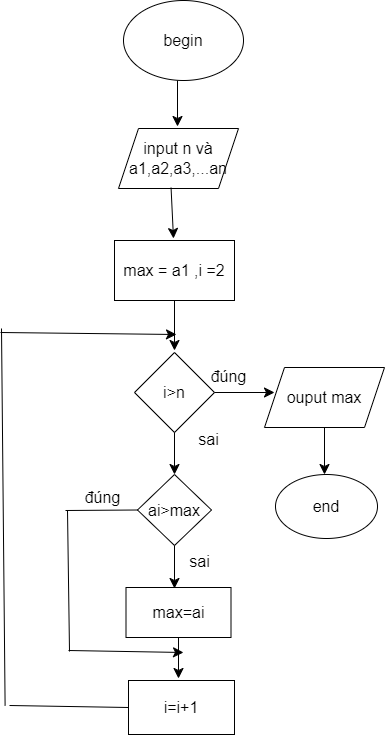 begin
input n và
a1,a2,a3,...an
max = a1 ,i =2
i>n
đúng
ouput max
sai
end
đúng
ai>max
sai
max=ai
i=i+1